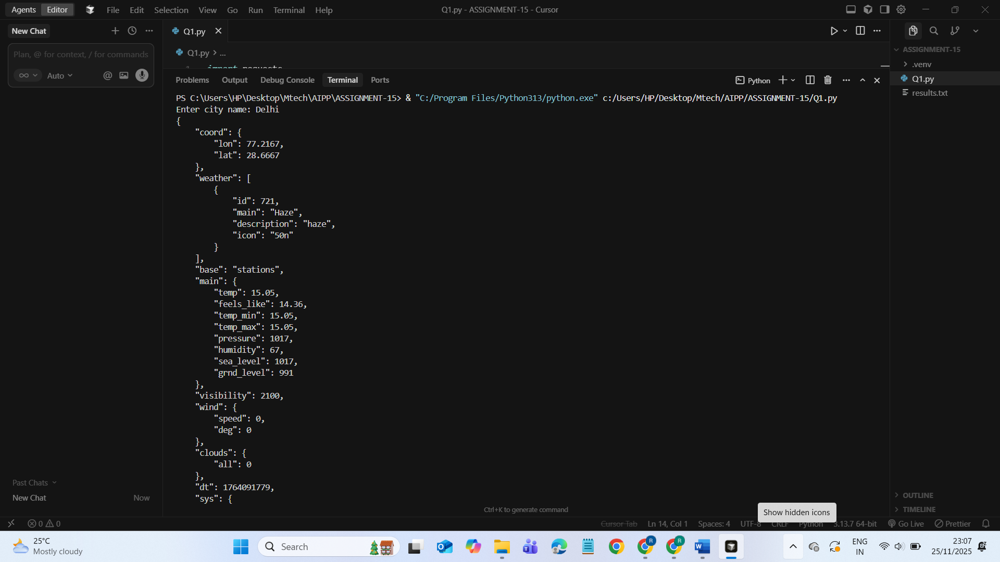 Agents Editor File Edit Selection View Go Run Terminal Help
Q1.py - ASSIGNMENT-15 - Cursor
New Chat
Plan, @ for context, / for commands
∞ Auto @
Q1.py
Q1.py > ...
1 import requests
Problems Output Debug Console Terminal Ports
Python
PS C:\Users\HP\Desktop\Mtech\AIPP\ASSIGNMENT-15> & "C:/Program Files/Python313/python.exe" c:/Users/HP/Desktop/Mtech/AIPP/ASSIGNMENT-15/Q1.py
Enter city name: Delhi
{
    "coord": {
        "lon": 77.2167,
        "lat": 28.6667
    },
    "weather": [
        {
            "id": 721,
            "main": "Haze",
            "description": "haze",
            "icon": "50n"
        }
    ],
    "base": "stations",
    "main": {
        "temp": 15.05,
        "feels_like": 14.36,
        "temp_min": 15.05,
        "temp_max": 15.05,
        "pressure": 1017,
        "humidity": 67,
        "sea_level": 1017,
        "grnd_level": 991
    },
    "visibility": 2100,
    "wind": {
        "speed": 0,
        "deg": 0
    },
    "clouds": {
        "all": 0
    },
    "dt": 1764091779,
    "sys": {
Ctrl+K to generate command
ASSIGNMENT-15
.venv
Q1.py
results.txt
OUTLINE
TIMELINE
Past Chats
New Chat Now
Show hidden icons
0 0
Cursor Tab Ln 14, Col 1 Spaces: 4 UTF-8 CRLF Python 3.13.7 64-bit Go Live Prettier
25°C
Mostly cloudy
Search
R
R
ENG
IN
23:07
25/11/2025